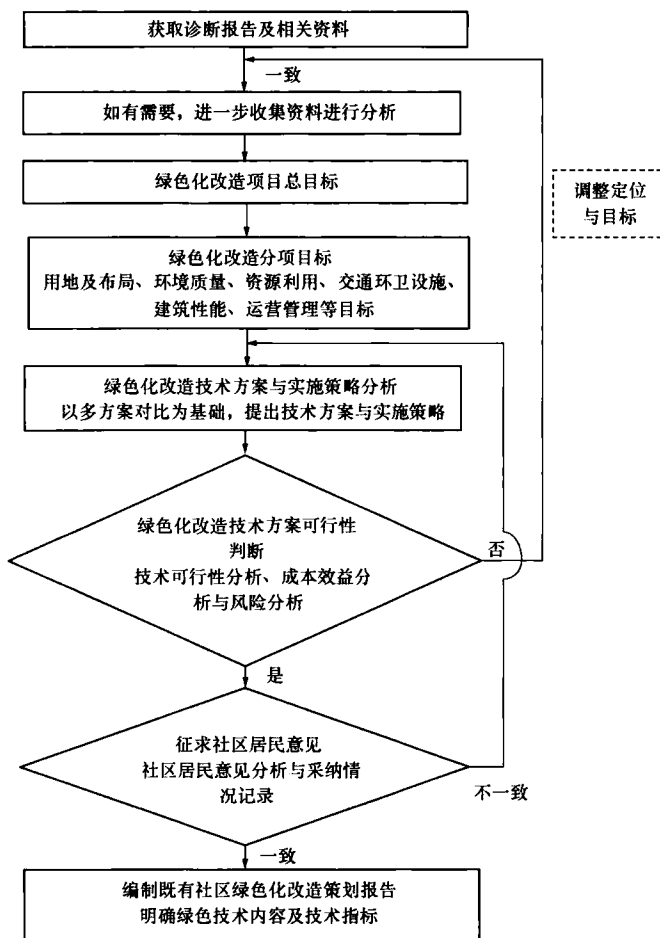 获取诊断报告及相关资料
一致
如有需要，进一步收集资料进行分析
绿色化改造项目总目标
调整定位
与目标
绿色化改造分项目标
用地及布局、环境质量、资源利用、交通环卫设施、
建筑性能、运营管理等目标
绿色化改造技术方案与实施策略分析
以多方案对比为基础，提出技术方案与实施策略
绿色化改造技术方案可行性
判断
技术可行性分析、成本效益分
析与风险分析
否
是
征求社区居民意见
社区居民意见分析与采纳情
况记录
不一致
一致
编制既有社区绿色化改造策划报告
明确绿色技术内容及技术指标